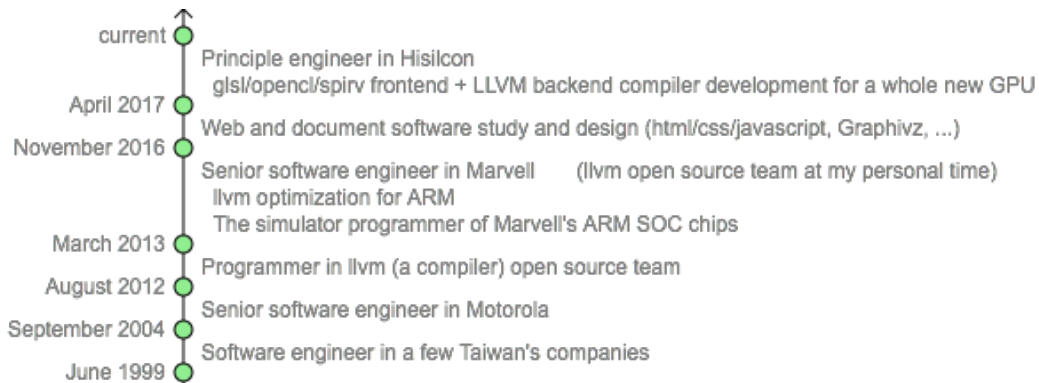 current
Principle engineer in Hisilcon
glsl/opencl/spirv frontend + LLVM backend compiler development for a whole new GPU
April 2017
Web and document software study and design (html/css/javascript, Graphivz, ...)
November 2016
Senior software engineer in Marvell (llvm open source team at my personal time)
llvm optimization for ARM
The simulator programmer of Marvell's ARM SOC chips
March 2013
Programmer in llvm (a compiler) open source team
August 2012
Senior software engineer in Motorola
September 2004
Software engineer in a few Taiwan's companies
June 1999